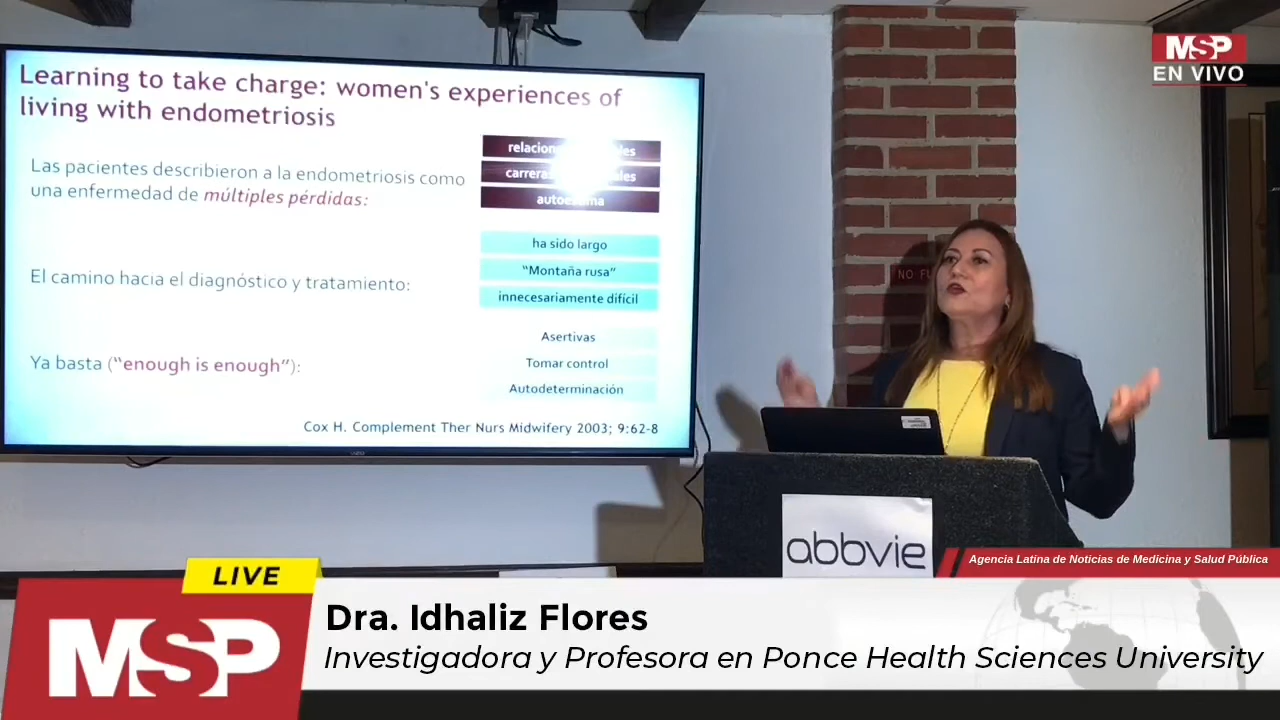 MSP
EN VIVO
Learning to take charge: women's experiences of
living with endometriosis
Las pacientes describieron a la endometriosis como
una enfermedad de múltiples pérdidas:
autoestima
El camino hacia el diagnóstico y tratamiento:
ha sido largo
“Montaña rusa”
innecesariamente difícil
Ya basta (“enough is enough”):
Asertivas
Tomar control
Autodeterminación
Cox H. Complement Ther Nurs Midwifery 2003; 9:62-8
NO
abbvie
Agencia Latina de Noticias de Medicina y Salud Pública
LIVE
MSP
Dra. Idhaliz Flores
Investigadora y Profesora en Ponce Health Sciences University